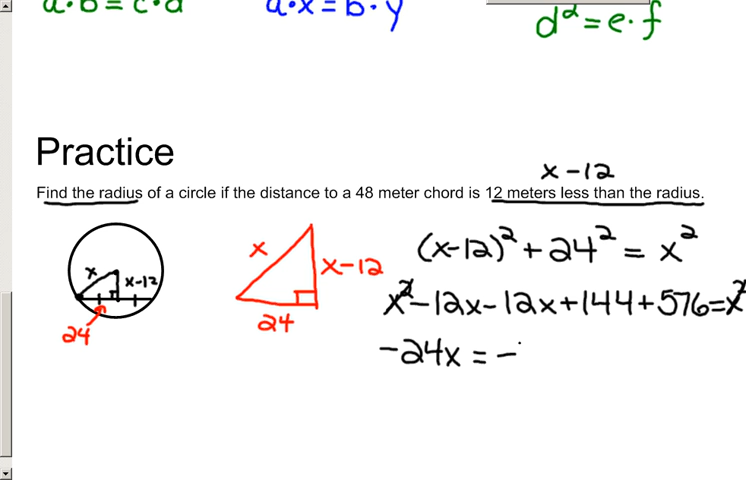 a·b=c·d
a·x=b·y
d²=e·f
Practice
x-12
Find the radius of a circle if the distance to a 48 meter chord is 12 meters less than the radius.
x
x-12
24
x
x-12
24
(x-12)²+24²=x²
x²-12x-12x+144+576=x²
-24x=-